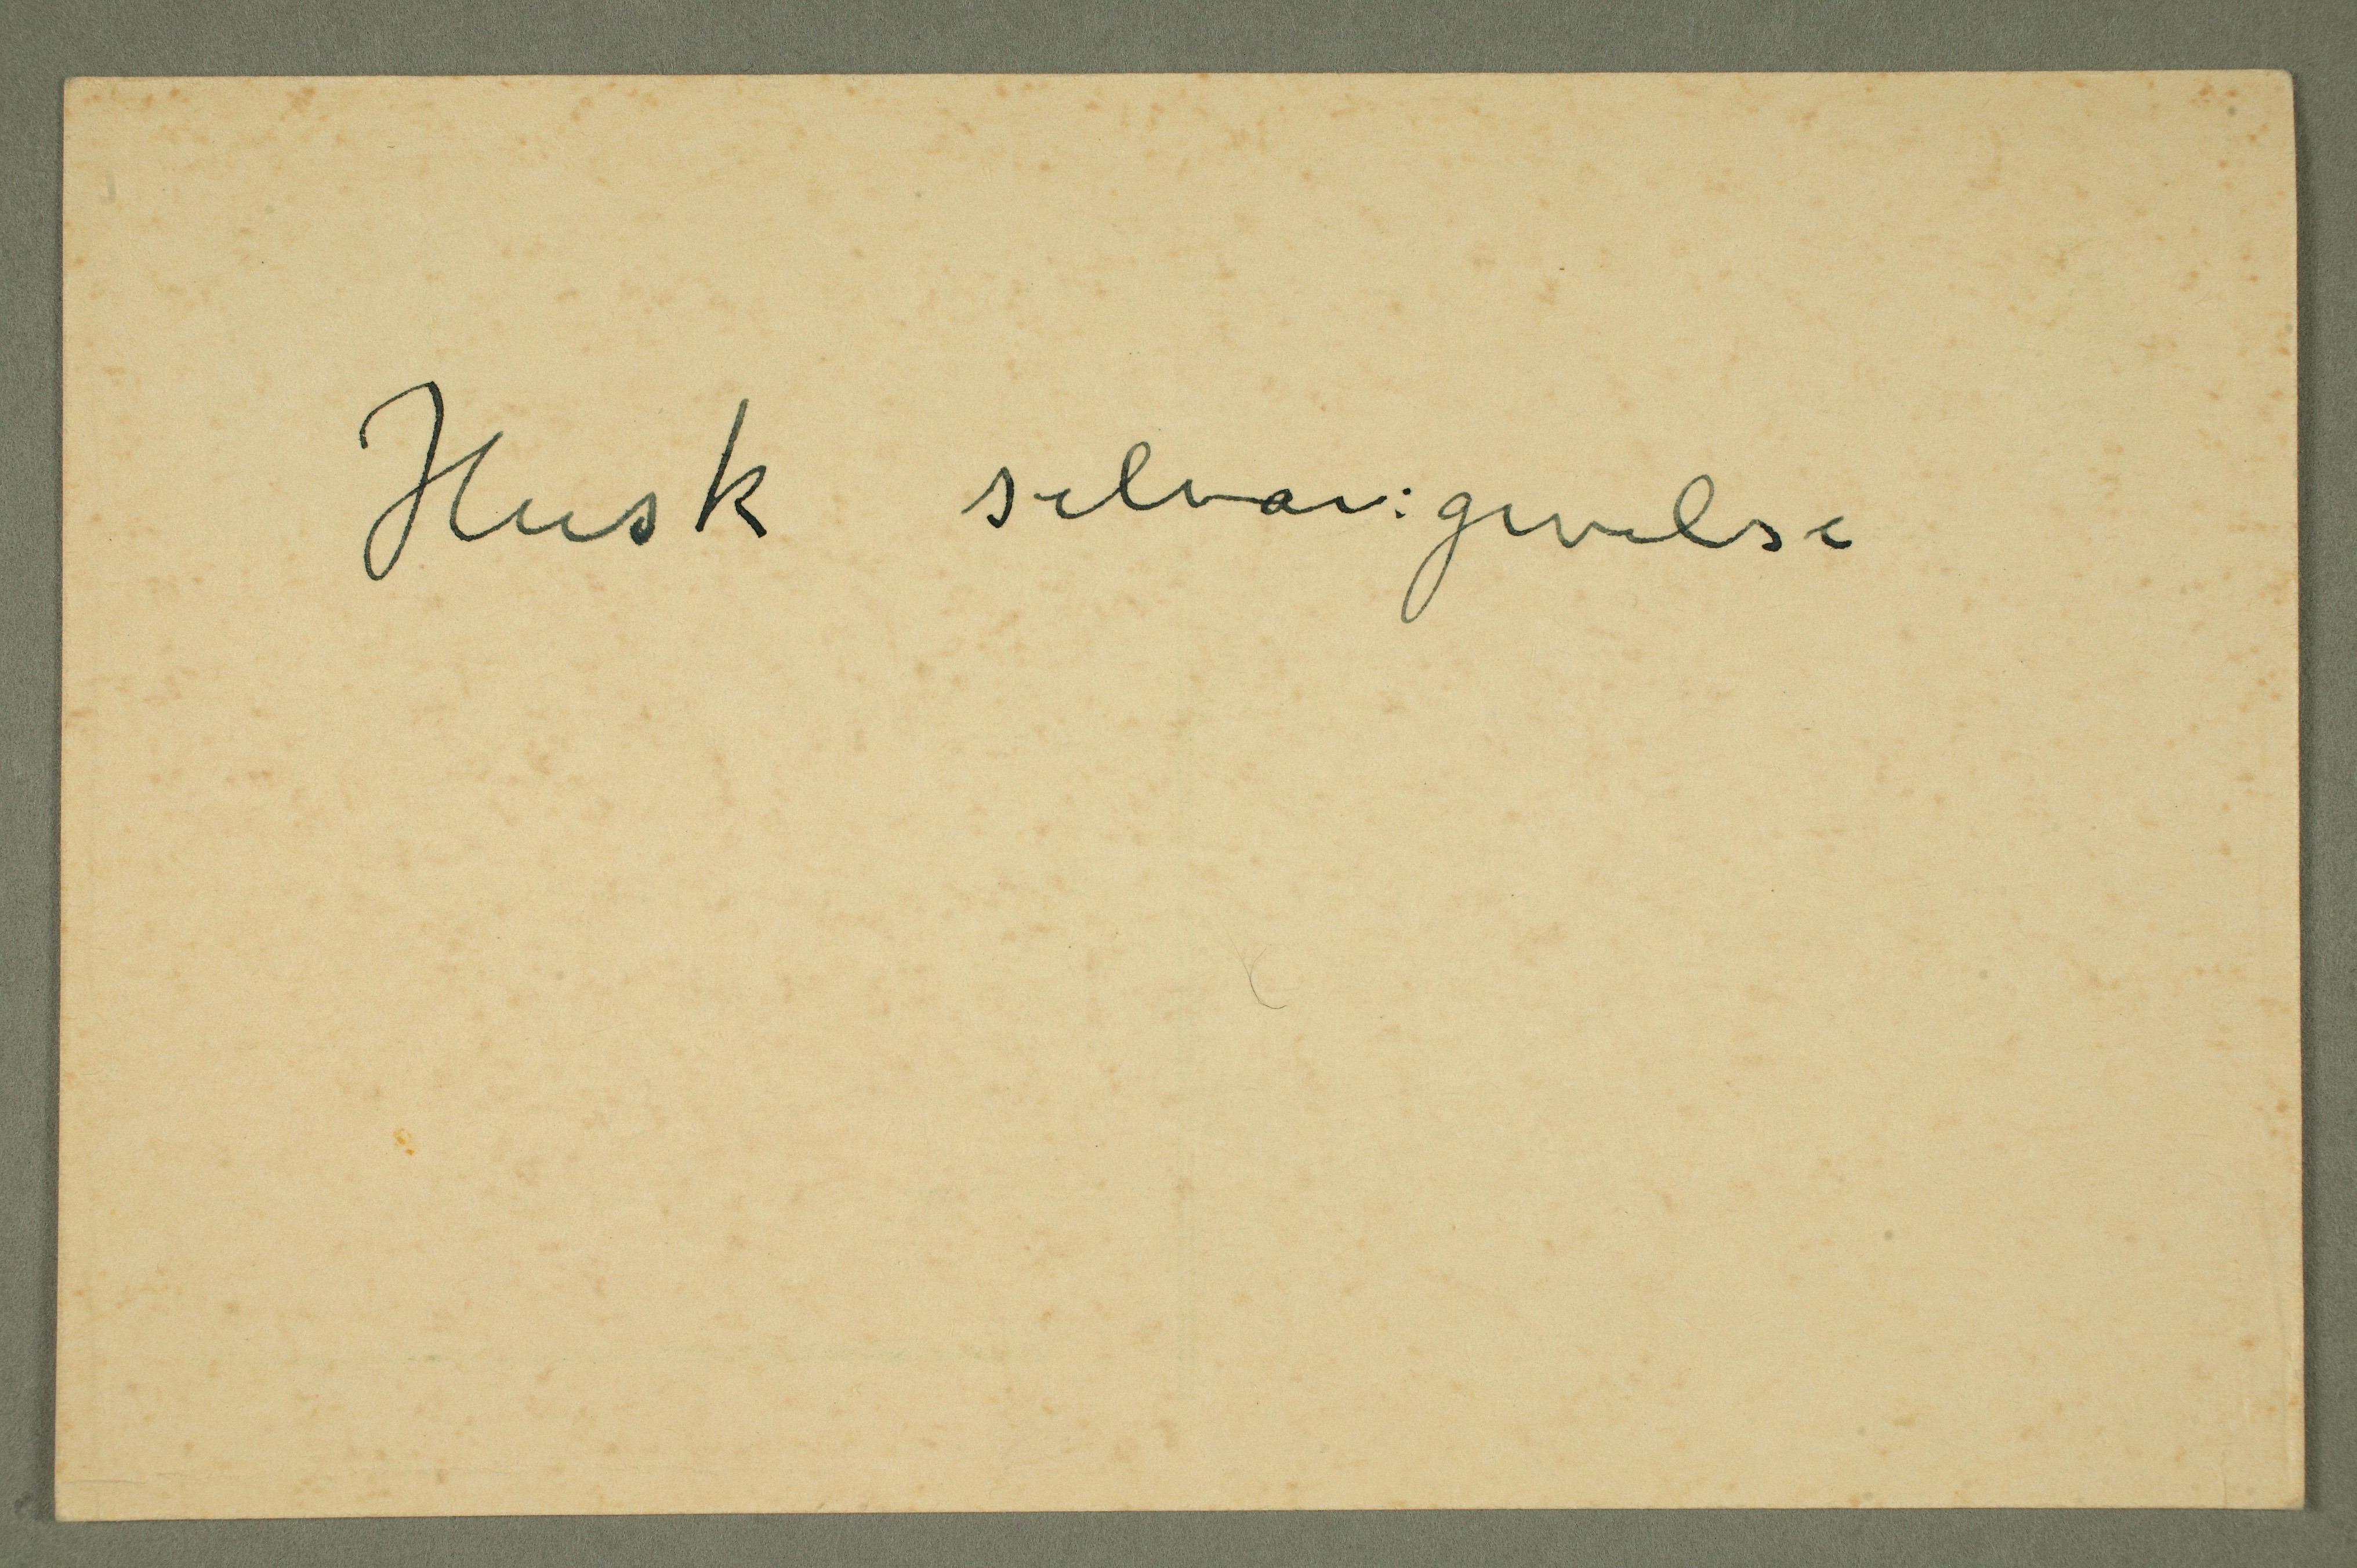 Husk selvangivelse